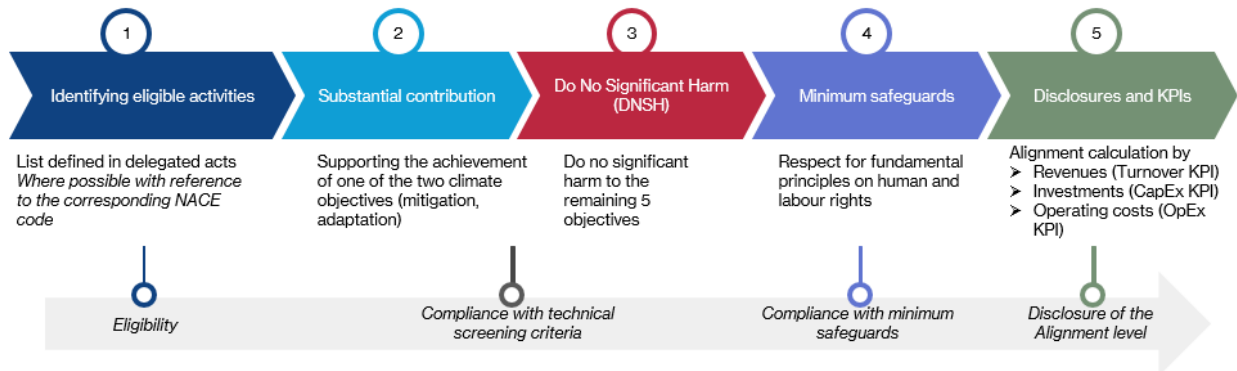 1
2
3
4
5
Identifying eligible activities
Substantial contribution
Do No Significant Harm
(DNSH)
Minimum safeguards
Disclosures and KPIs
List defined in delegated acts
Where possible with reference
to the corresponding NACE
code
Supporting the achievement
of one of the two climate
objectives (mitigation,
adaptation)
Do no significant
harm to the
remaining 5
objectives
Respect for fundamental
principles on human and
labour rights
Alignment calculation by
➢ Revenues (Turnover KPI)
➢ Investments (CapEx KPI)
➢ Operating costs (OpEx
KPI)
Eligibility
Compliance with technical
screening criteria
Compliance with minimum
safeguards
Disclosure of the
Alignment level